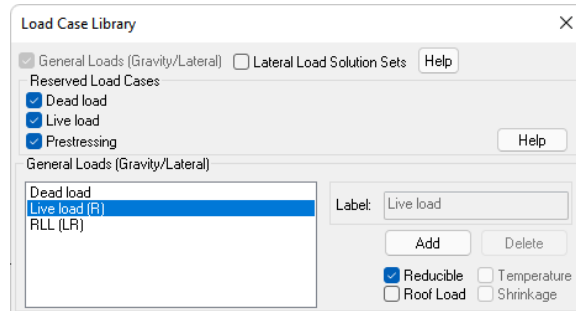 Load Case Library
General Loads (Gravity/Lateral) Lateral Load Solution Sets Help
Reserved Load Cases
Dead load
Live load
Prestressing Help
General Loads (Gravity/Lateral)
Dead load
Live load (R)
RLL (LR)
Label: Live load
Add Delete
Reducible Temperature
Roof Load Shrinkage